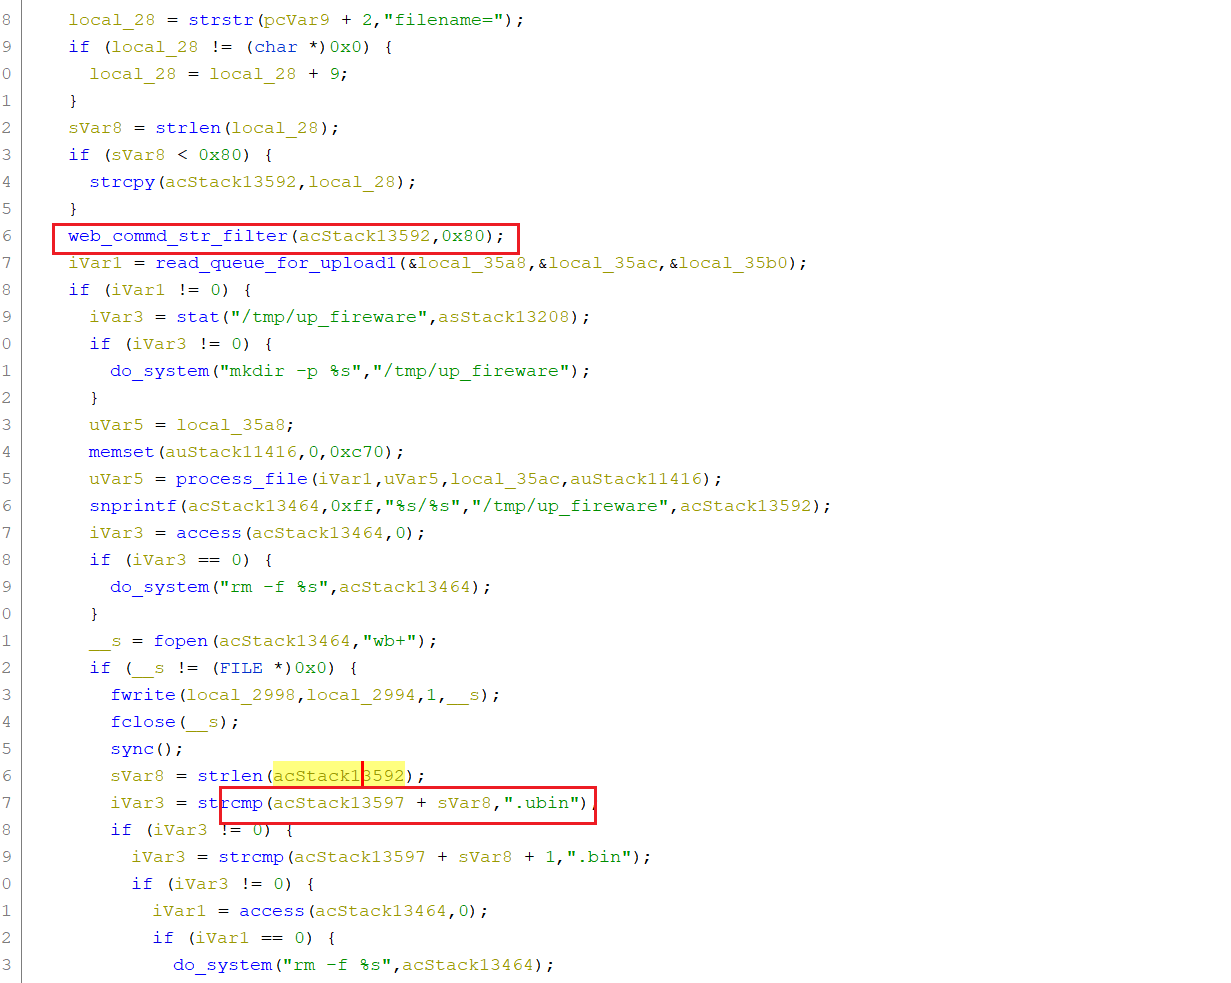 8 local_28 = strstr(pcVar9 + 2,"filename=");
9 if (local_28 != (char *)0x0) {
0 local_28 = local_28 + 9;
1 }
2 sVar8 = strlen(local_28);
3 if (sVar8 < 0x80) {
4 strcpy(acStack13592,local_28);
5 }
6 web_commd_str_filter(acStack13592,0x80);
7 iVar1 = read_queue_for_upload1(&local_35a8,&local_35ac,&local_35b0);
8 if (iVar1 != 0) {
9 iVar3 = stat("/tmp/up_fireware",asStack13208);
0 if (iVar3 != 0) {
1 do_system("mkdir -p %s","/tmp/up_fireware");
2 }
3 uVar5 = local_35a8;
4 memset(auStack11416,0,0xc70);
5 uVar5 = process_file(iVar1,uVar5,local_35ac,auStack11416);
6 snprintf(acStack13464,0xff,"%s/%s","/tmp/up_fireware",acStack13592);
7 iVar3 = access(acStack13464,0);
8 if (iVar3 == 0) {
9 do_system("rm -f %s",acStack13464);
0 }
1 __s = fopen(acStack13464,"wb+");
2 if (__s != (FILE *)0x0) {
3 fwrite(local_2998,local_2994,1,__s);
4 fclose(__s);
5 sync();
6 sVar8 = strlen(acStack13592);
7 iVar3 = strcmp(acStack13597 + sVar8,".ubin");
8 if (iVar3 != 0) {
9 iVar3 = strcmp(acStack13597 + sVar8 + 1,".bin");
0 if (iVar3 != 0) {
1 iVar1 = access(acStack13464,0);
2 if (iVar1 == 0) {
3 do_system("rm -f %s",acStack13464);